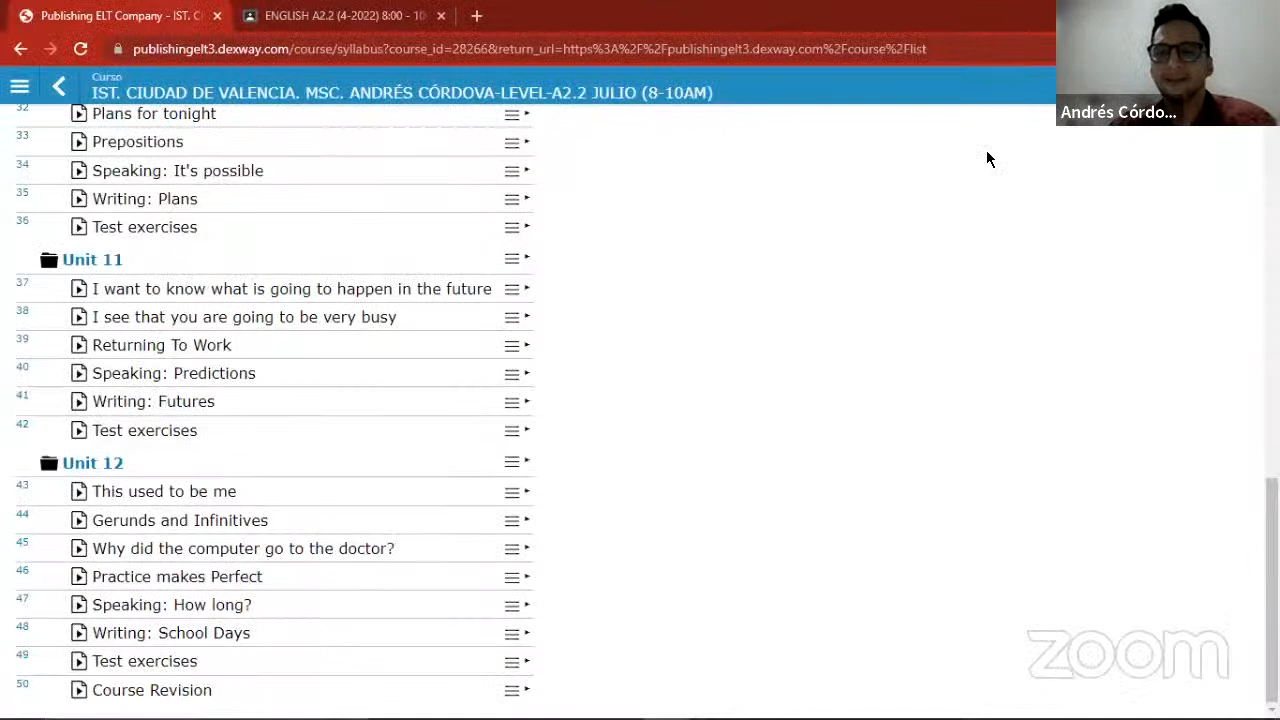 Publishing ELT Company - IST. C
ENGLISH A2.2 (4-2022) 8:00 - 10
publishingelt3.dexway.com/course/syllabus?course_id=28266&return_url=https%3A%2F%2Fpublishingelt3.dexway.com%2Fcourse%2Flist
Curso
IST. CIUDAD DE VALENCIA. MSC. ANDRÉS CÓRDOVA-LEVEL-A2.2 JULIO (8-10AM)
Andrés Córdo...
32 Plans for tonight
33 Prepositions
34 Speaking: It's possible
35 Writing: Plans
36 Test exercises
Unit 11
37 I want to know what is going to happen in the future
38 I see that you are going to be very busy
39 Returning To Work
40 Speaking: Predictions
41 Writing: Futures
42 Test exercises
Unit 12
43 This used to be me
44 Gerunds and Infinitives
45 Why did the computer go to the doctor?
46 Practice makes Perfect
47 Speaking: How long?
48 Writing: School Days
49 Test exercises
50 Course Revision
zoom